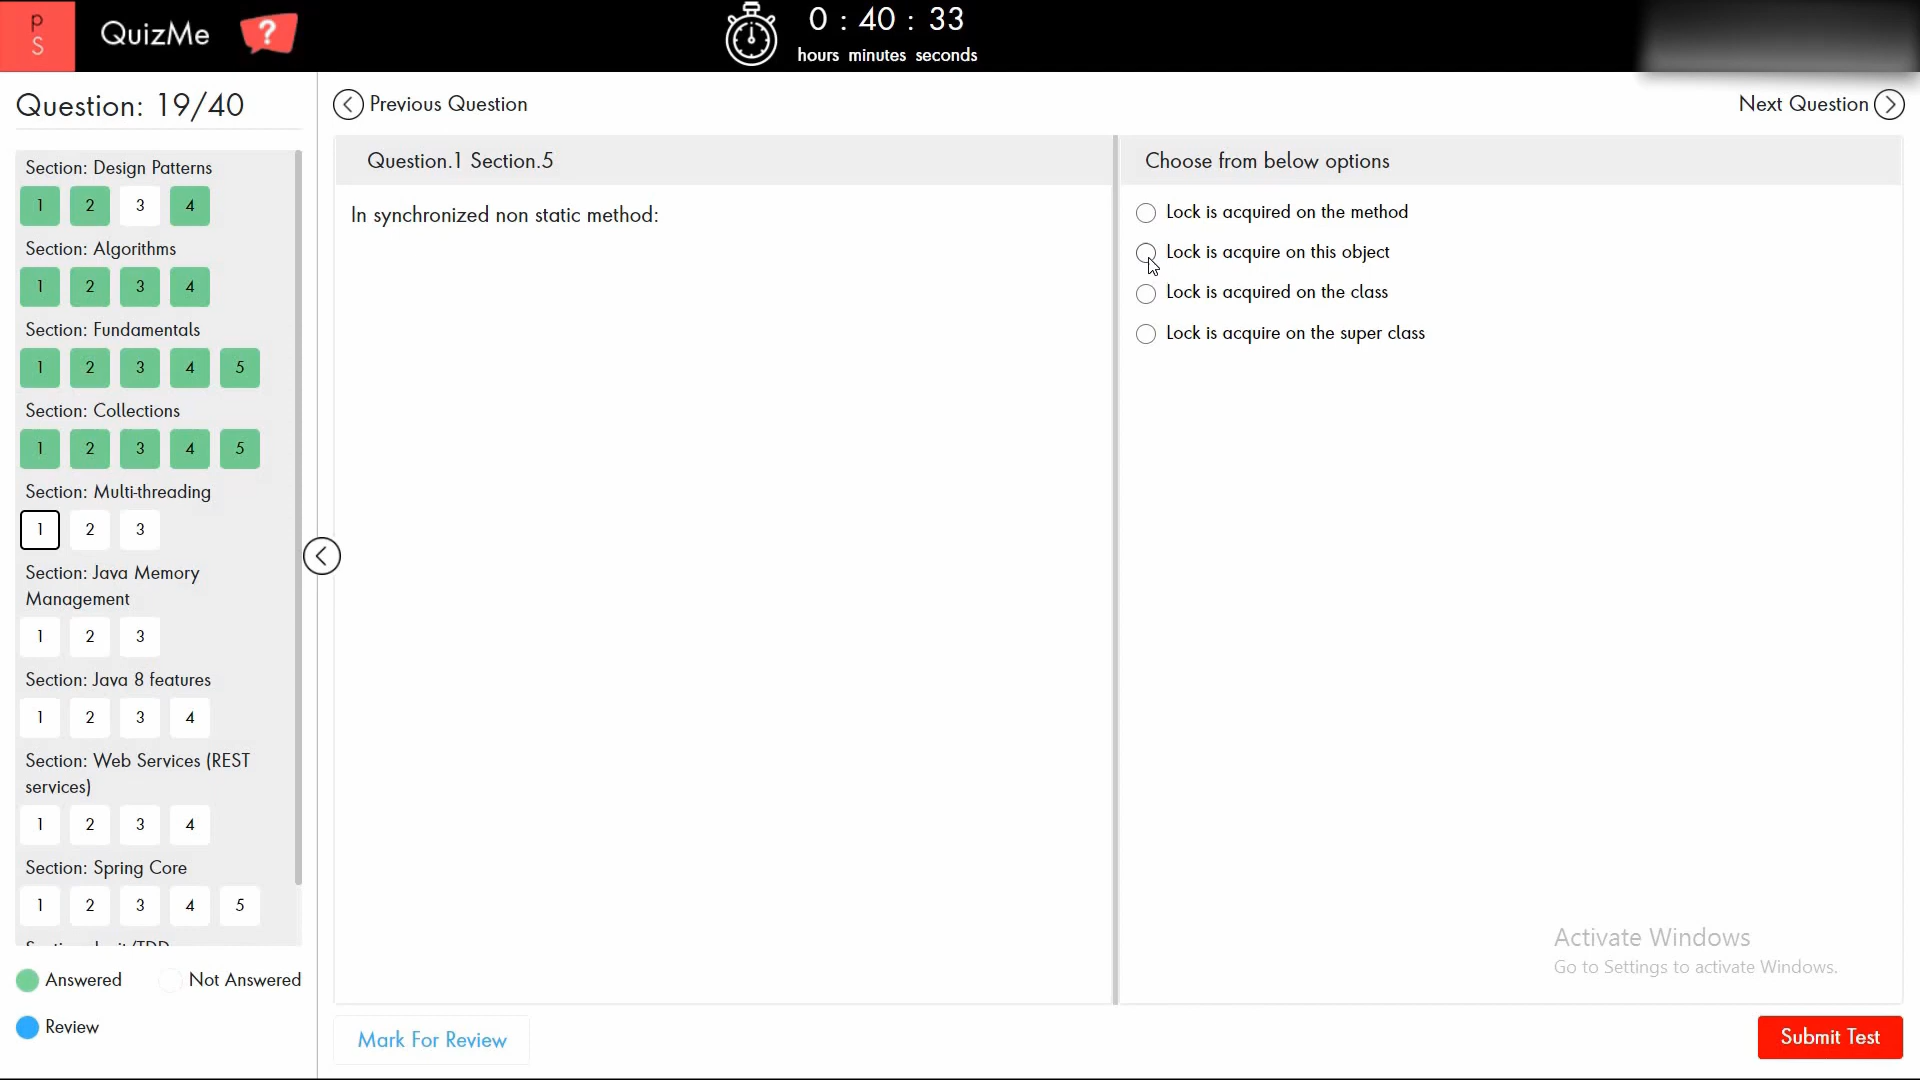 p
S
QuizMe
?
0 : 40 : 33
hours minutes seconds
Question: 19/40
Previous Question
Next Question
Section: Design Patterns
1 2 3 4
Section: Algorithms
1 2 3 4
Section: Fundamentals
1 2 3 4 5
Section: Collections
1 2 3 4 5
Section: Multi-threading
1 2 3
Section: Java Memory
Management
1 2 3
Section: Java 8 features
1 2 3 4
Section: Web Services (REST
services)
1 2 3 4
Section: Spring Core
1 2 3 4 5
Answered
Not Answered
Review
Question.1 Section.5
In synchronized non static method:
Choose from below options
Lock is acquired on the method
Lock is acquire on this object
Lock is acquired on the class
Lock is acquire on the super class
Activate Windows
Go to Settings to activate Windows.
Mark For Review
Submit Test